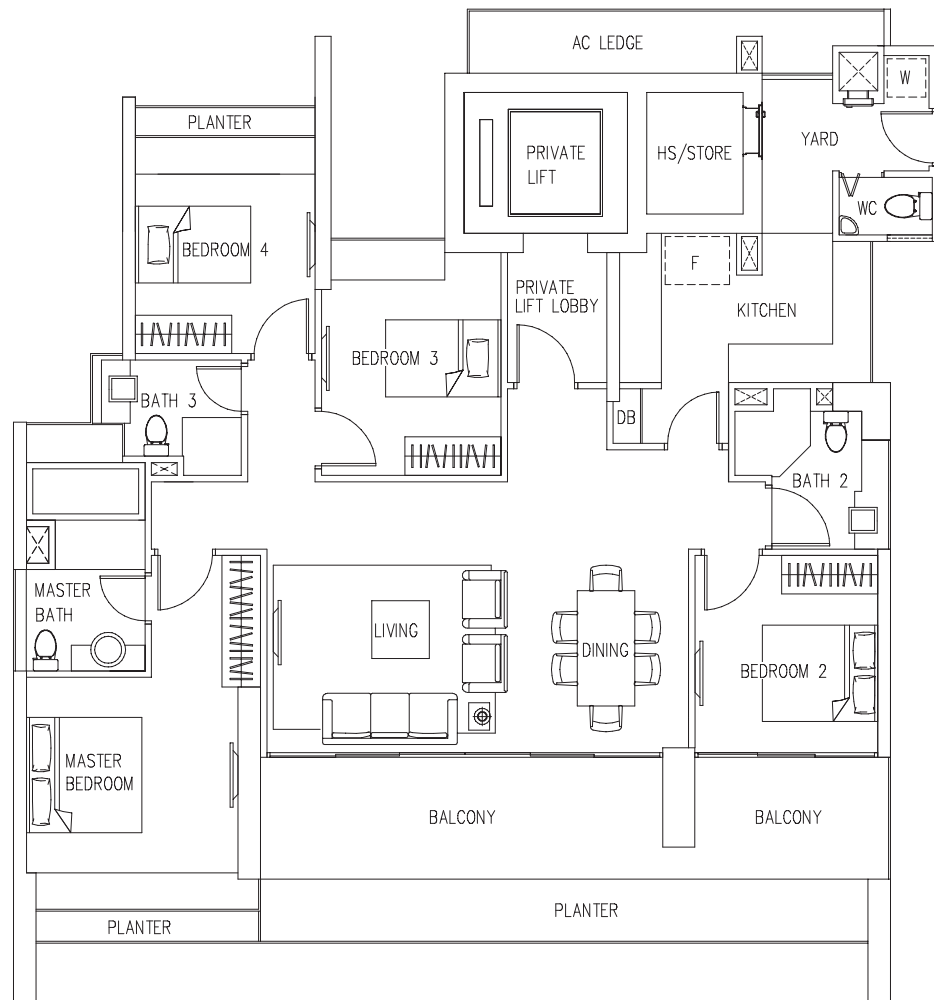 AC LEDGE
W
PLANTER
YARD
PRIVATE
LIFT
HS/STORE
WC
BEDROOM 4
F
PRIVATE
LIFT LOBBY
KITCHEN
BEDROOM 3
BATH 3
DB
BATH 2
MASTER
BATH
LIVING
DINING
BEDROOM 2
MASTER
BEDROOM
BALCONY
BALCONY
PLANTER
PLANTER